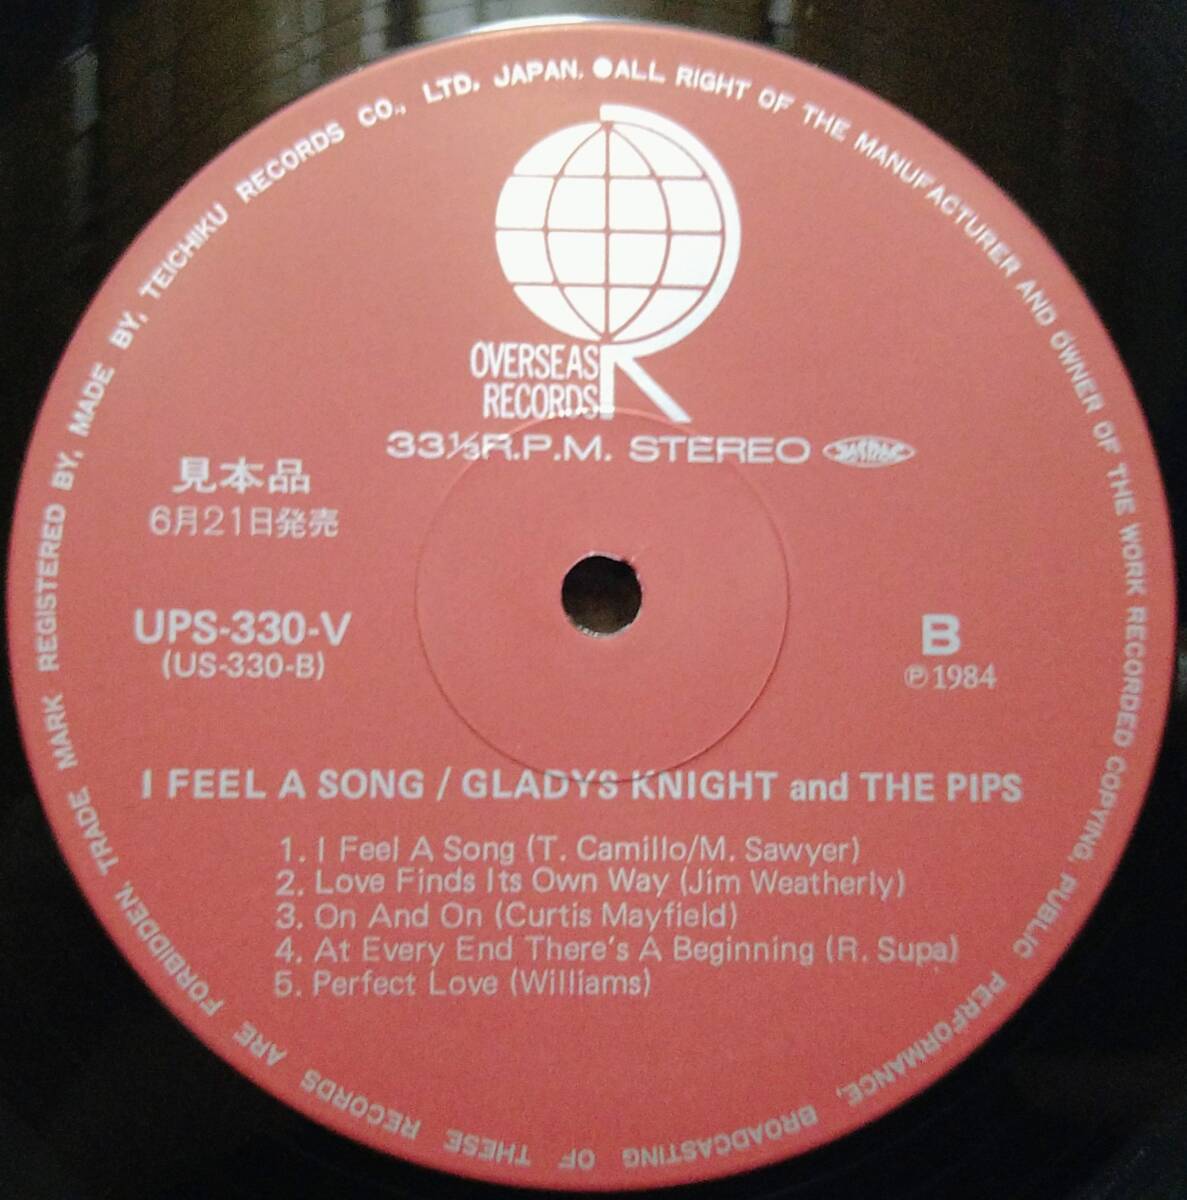 TRADE MARK REGISTERED BY, MADE BY, TEICHIKU RECORDS CO., LTD, JAPAN. ●ALL RIGHT OF THE MANUFACTURER AND OWNER OF THE WORK RECORDED COPYING, PUBLIC PERFORMANCE, BROADCASTING OF THESE RECORDS ARE FORBIDDEN,
OVERSEAS
RECORDS
33⅓R.P.M. STEREO
見本品
6月21日発売
UPS-330-V
(US-330-B)
B
℗1984
I FEEL A SONG / GLADYS KNIGHT and THE PIPS
1. I Feel A Song (T. Camillo/M. Sawyer)
2. Love Finds Its Own Way (Jim Weatherly)
3. On And On (Curtis Mayfield)
4. At Every End There's A Beginning (R. Supa)
5. Perfect Love (Williams)